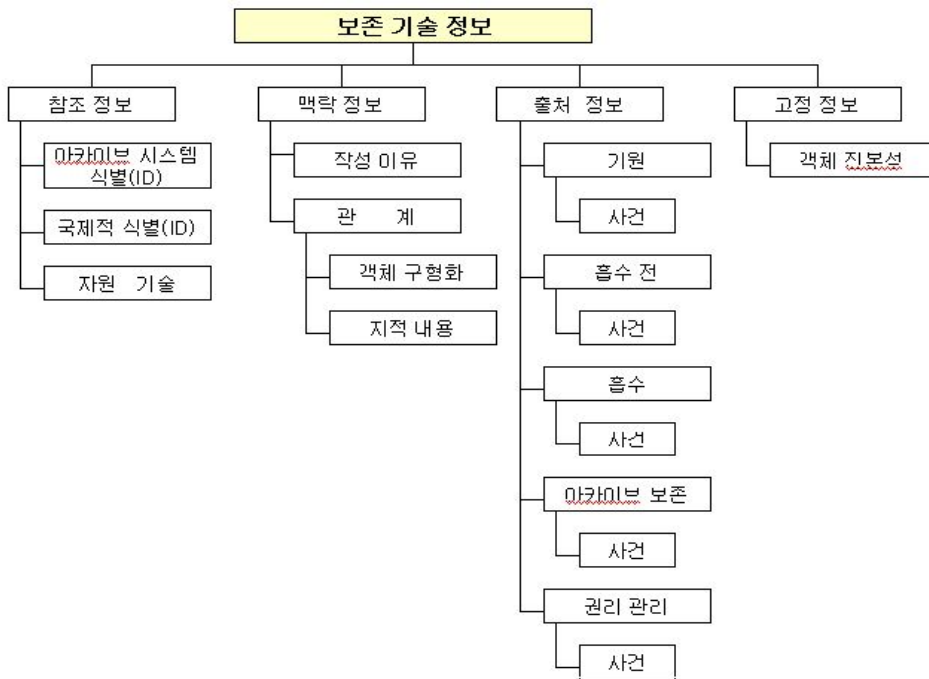 보존 기술 정보
참조 정보
아카이브 시스템
식별(ID)
국제적 식별(ID)
자원 기술
맥락 정보
작성 이유
관 계
객체 구형화
지적 내용
출처 정보
기원
사건
흡수 전
사건
흡수
사건
아카이브 보존
사건
권리 관리
사건
고정 정보
객체 진본성